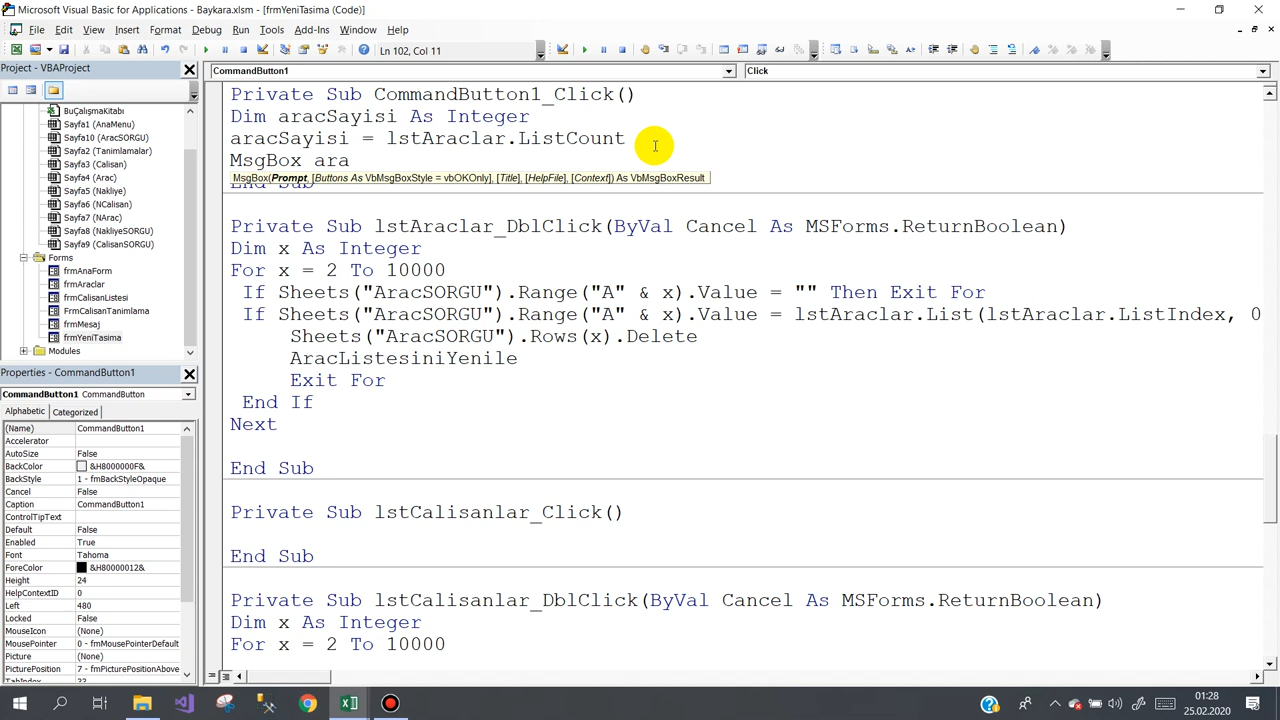 Microsoft Visual Basic for Applications - Baykara.xlsm - [frmYeniTasima (Code)]
File Edit View Insert Format Debug Run Tools Add-Ins Window Help
Ln 102, Col 11
Project - VBAProject
CommandButton1
Click
BuÇalışmaKitabı
Sayfa1 (AnaMenu)
Sayfa10 (AracSORGU)
Sayfa2 (Tanimlamalar)
Sayfa3 (Calisan)
Sayfa4 (Arac)
Sayfa5 (Nakliye)
Sayfa6 (NCalisan)
Sayfa7 (NArac)
Sayfa8 (NakliyeSORGU)
Sayfa9 (CalisanSORGU)
Forms
frmAnaForm
frmAraclar
frmCalisanListesi
FrmCalisanTanimlama
frmMesaj
frmYeniTasima
Modules
Properties - CommandButton1
CommandButton1 CommandButton
Alphabetic Categorized
(Name) CommandButton1
Accelerator
AutoSize False
BackColor &H8000000F&
BackStyle 1 - fmBackStyleOpaque
Cancel False
Caption CommandButton1
ControlTipText
Default False
Enabled True
Font Tahoma
ForeColor &H80000012&
Height 24
HelpContextID 0
Left 480
Locked False
MouseIcon (None)
MousePointer 0 - fmMousePointerDefault
Picture (None)
PicturePosition 7 - fmPicturePositionAbove
Private Sub CommandButton1_Click()
Dim aracSayisi As Integer
aracSayisi = lstAraclar.ListCount
MsgBox ara
MsgBox(Prompt, [Buttons As VbMsgBoxStyle = vbOKOnly], [Title], [HelpFile], [Context]) As VbMsgBoxResult
End Sub
Private Sub lstAraclar_DblClick(ByVal Cancel As MSForms.ReturnBoolean)
Dim x As Integer
For x = 2 To 10000
If Sheets("AracSORGU").Range("A" & x).Value = "" Then Exit For
If Sheets("AracSORGU").Range("A" & x).Value = lstAraclar.List(lstAraclar.ListIndex, 0
Sheets("AracSORGU").Rows(x).Delete
AracListesiniYenile
Exit For
End If
Next
End Sub
Private Sub lstCalisanlar_Click()
End Sub
Private Sub lstCalisanlar_DblClick(ByVal Cancel As MSForms.ReturnBoolean)
Dim x As Integer
For x = 2 To 10000
01:28
25.02.2020